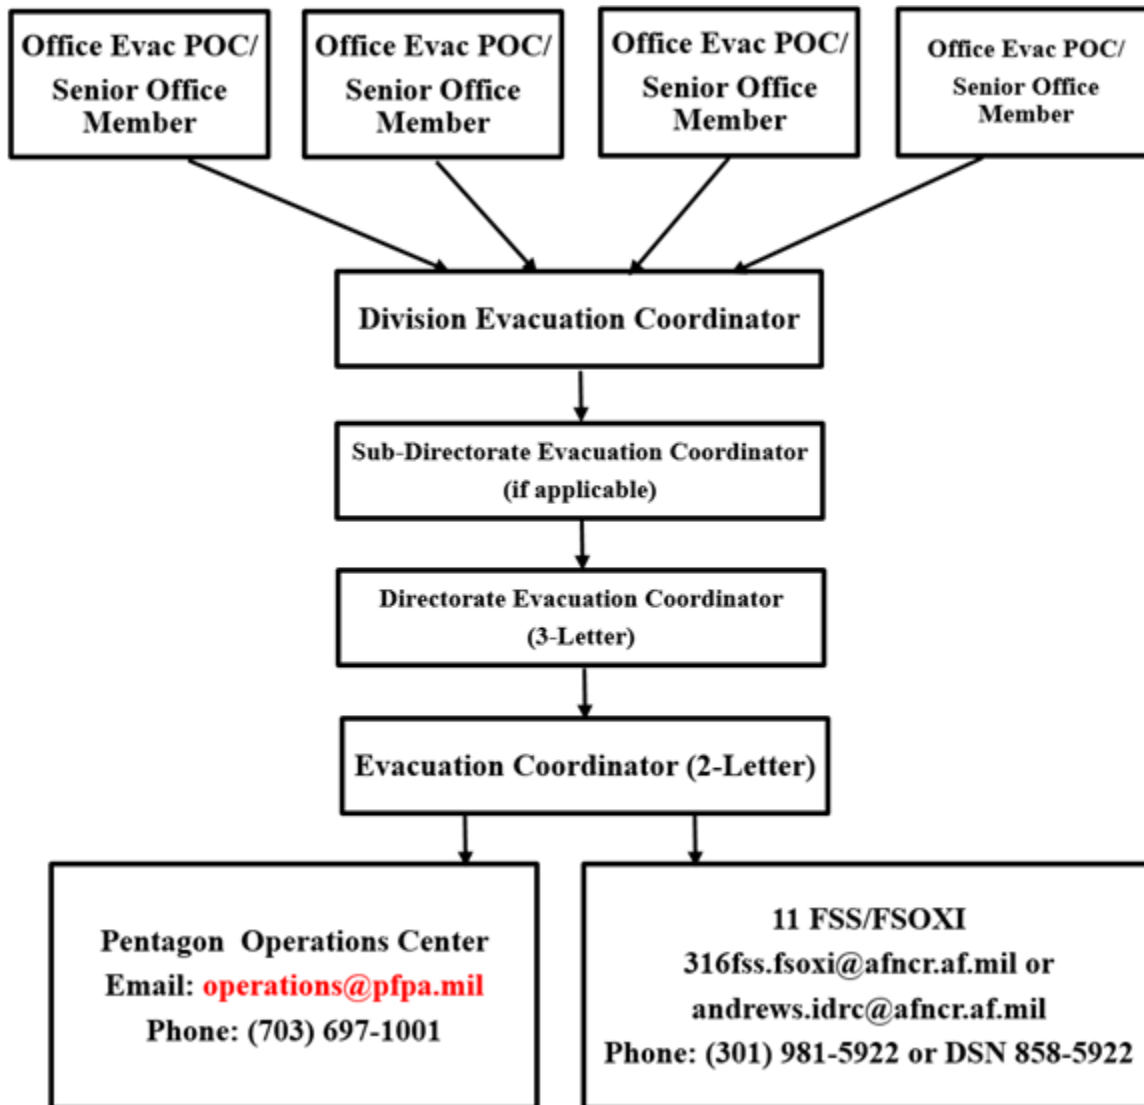 Office Evac POC/
Senior Office
Member
Office Evac POC/
Senior Office
Member
Office Evac POC/
Senior Office
Member
Office Evac POC/
Senior Office
Member
Division Evacuation Coordinator
Sub-Directorate Evacuation Coordinator
(if applicable)
Directorate Evacuation Coordinator
(3-Letter)
Evacuation Coordinator (2-Letter)
Pentagon Operations Center
Email: operations@pfpa.mil
Phone: (703) 697-1001
11 FSS/FSOXI
316fss.fsoxi@afncr.af.mil or
andrews.idrc@afncr.af.mil
Phone: (301) 981-5922 or DSN 858-5922